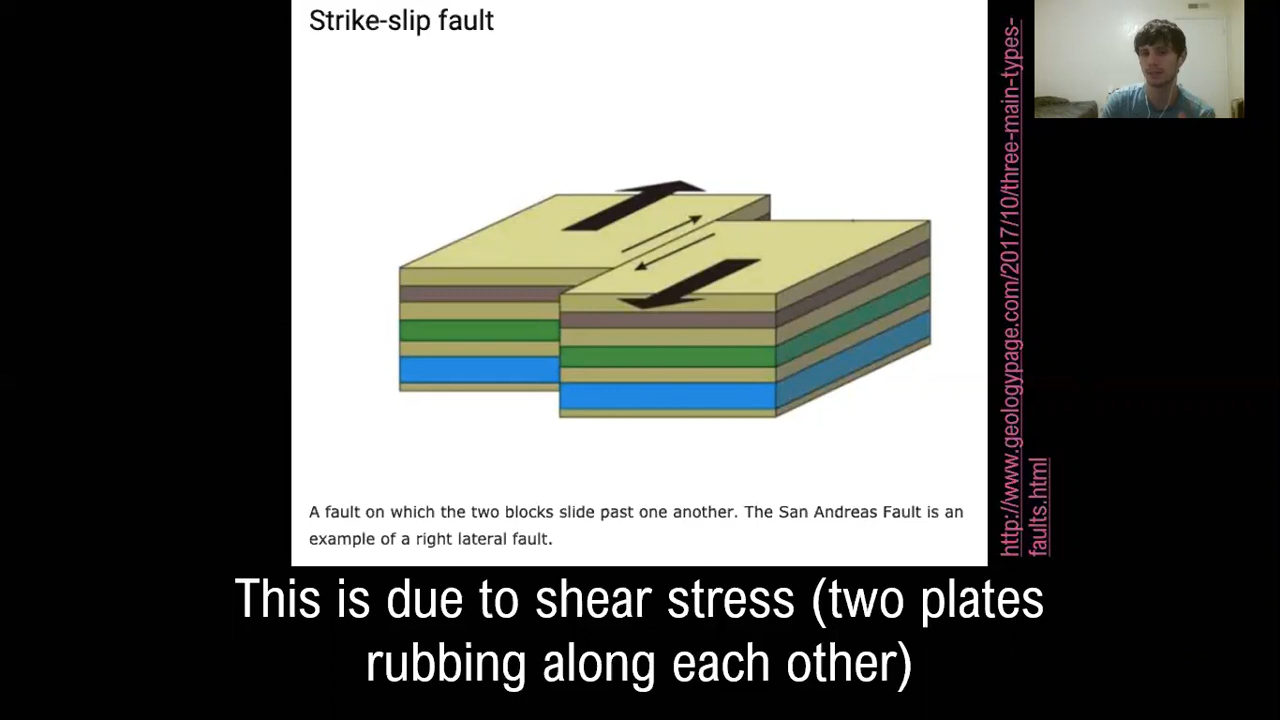 Strike-slip fault
A fault on which the two blocks slide past one another. The San Andreas Fault is an
example of a right lateral fault.
This is due to shear stress (two plates
rubbing along each other)
http://www.geologypage.com/2017/10/three-main-types-
faults.html